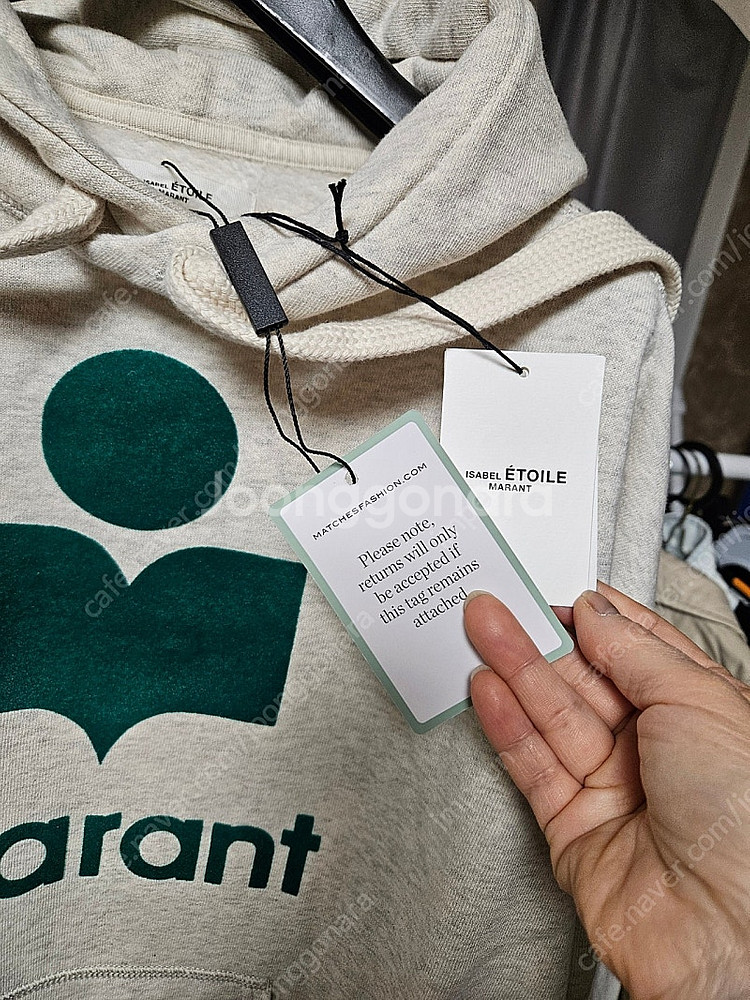 ISABEL ÉTOILE
MARANT
MATCHESFASHION.COM
Please note,
returns will only
be accepted if
this tag remains
attached
ISABEL ÉTOILE
MARANT
joonggonara
arant